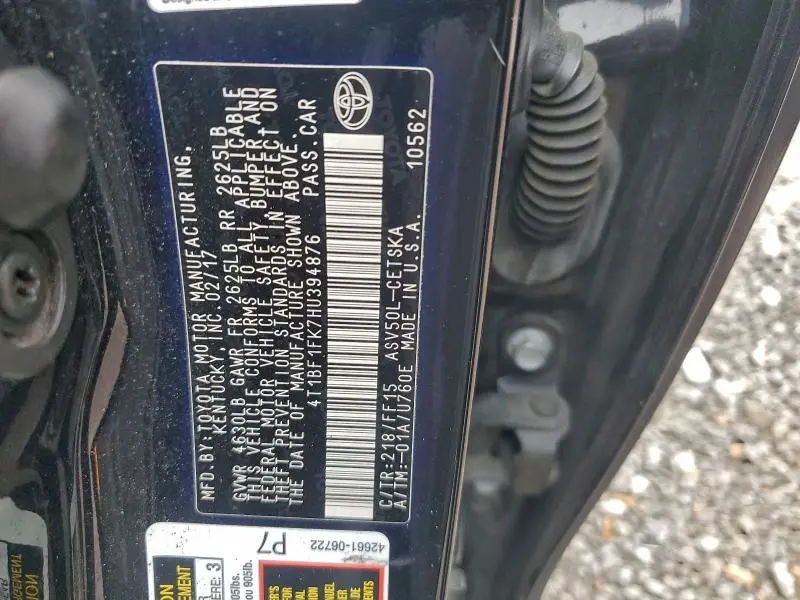 MFD.BY:TOYOTA MOTOR MANUFACTURING,
KENTUCKY, INC. 02/17
GVWR 4630LB GAWR FR 2625LB RR 2625LB
THIS VEHICLE CONFORMS TO ALL APPLICABLE
FEDERAL MOTOR VEHICLE SAFETY, BUMPER AND
THEFT PREVENTION STANDARDS IN EFFECT ON
THE DATE OF MANUFACTURE SHOWN ABOVE.
4T1BF1FK7HU394876 PASS.CAR
C/TR:218/FF15 ASV50L-CETSKA 10562
A/TM:-01A/U760E MADE IN U.S.A.
P7
42661-06722